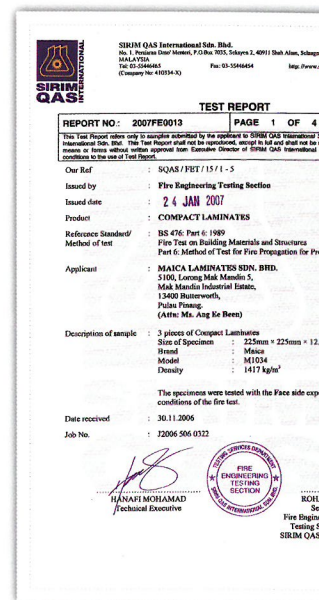 SIRIM
QAS
INTERNATIONAL
SIRIM QAS International Sdn. Bhd.
No. 1, Persiaran Dato' Menteri, P.O.Box 7035, Seksyen 2, 40911 Shah Alam,
MALAYSIA
Tel: 03-55446465 Fax: 03-55446454
(Company No: 410334-X)
TEST REPORT
REPORT NO.: 2007FE0013 PAGE 1 OF 4
This Test Report refers only to samples submitted by the applicant to SIRIM QAS International
International Sdn. Bhd. This Test Report shall not be reproduced, except in full and shall not be
means or forms without written approval from Executive Director of SIRIM QAS International
conditions to the use of Test Report.
Our Ref : SQAS / FET / 15 / 1 - 5
Issued by : Fire Engineering Testing Section
Issued date : 24 JAN 2007
Product : COMPACT LAMINATES
Reference Standard/ : BS 476: Part 6: 1989
Method of test Fire Test on Building Materials and Structures
Part 6: Method of Test for Fire Propagation for
Applicant : MAICA LAMINATES SDN. BHD.
5100, Lorong Mak Mandin 5,
Mak Mandin Industrial Estate,
13400 Butterworth,
Pulau Pinang.
(Attn: Ms. Ang Ke Been)
Description of sample : 3 pieces of Compact Laminates
Size of Specimen : 225mm × 225mm × 12.
Brand : Maica
Model : M1034
Density : 1417 kg/m³
The specimens were tested with the Face side
conditions of the fire test.
Date received : 30.11.2006
Job No. : J2006 506 0322
FIRE
ENGINEERING
TESTING
SECTION
HANAFI MOHAMAD
Technical Executive
Testing
SIRIM QAS